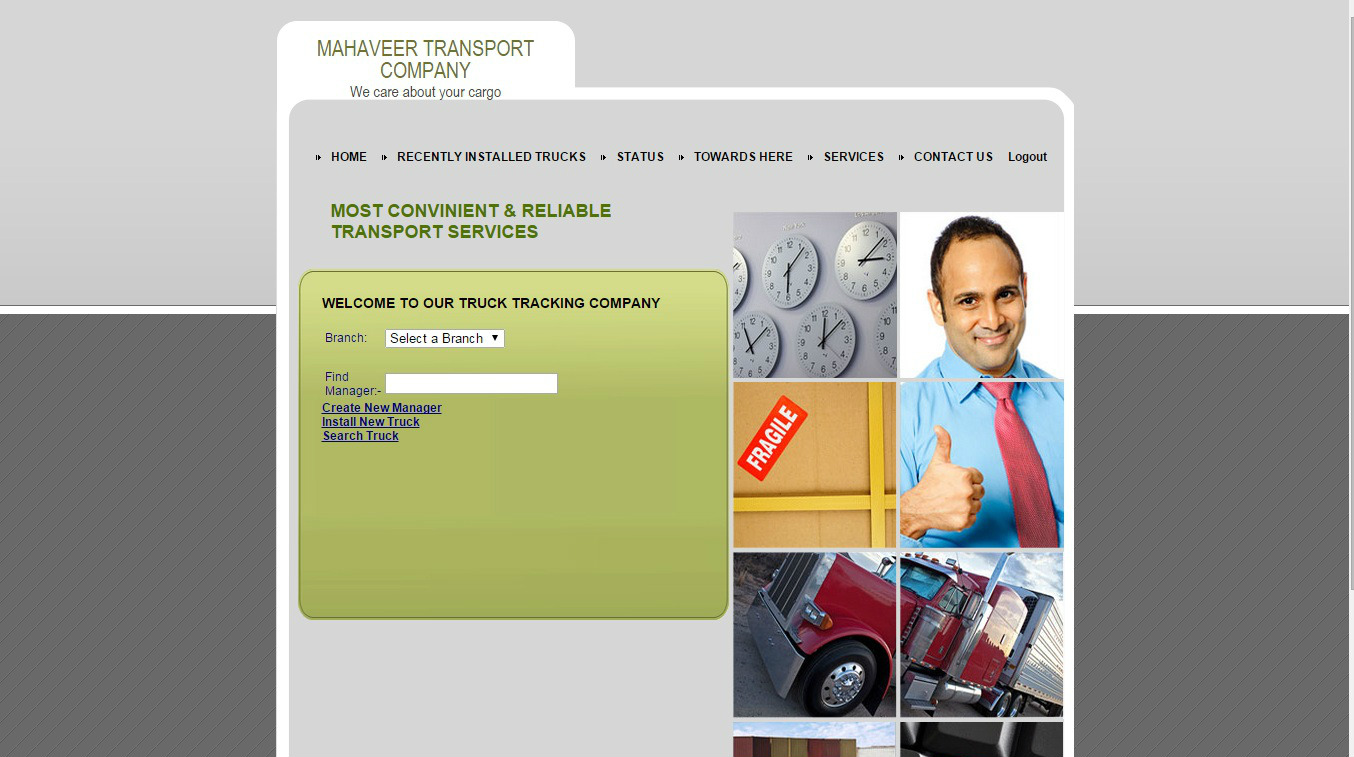 MAHAVEER TRANSPORT
COMPANY
We care about your cargo
HOME RECENTLY INSTALLED TRUCKS STATUS TOWARDS HERE SERVICES CONTACT US Logout
MOST CONVINIENT & RELIABLE
TRANSPORT SERVICES
WELCOME TO OUR TRUCK TRACKING COMPANY
Branch: Select a Branch
Find
Manager:-
Create New Manager
Install New Truck
Search Truck
FRAGILE